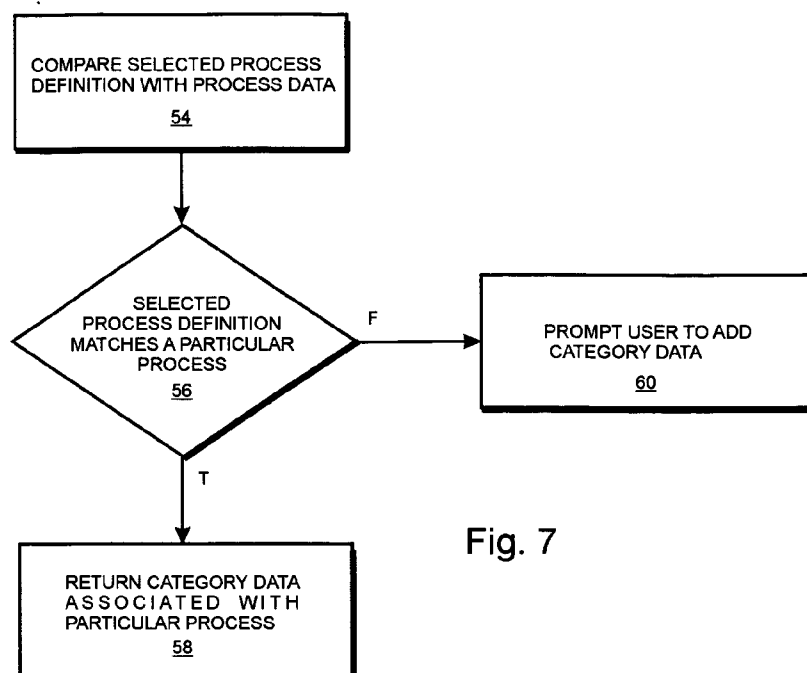 COMPARE SELECTED PROCESS
DEFINITION WITH PROCESS DATA
54
SELECTED
PROCESS DEFINITION
MATCHES A PARTICULAR
PROCESS
56
F
T
PROMPT USER TO ADD
CATEGORY DATA
60
RETURN CATEGORY DATA
ASSOCIATED WITH
PARTICULAR PROCESS
58
Fig. 7